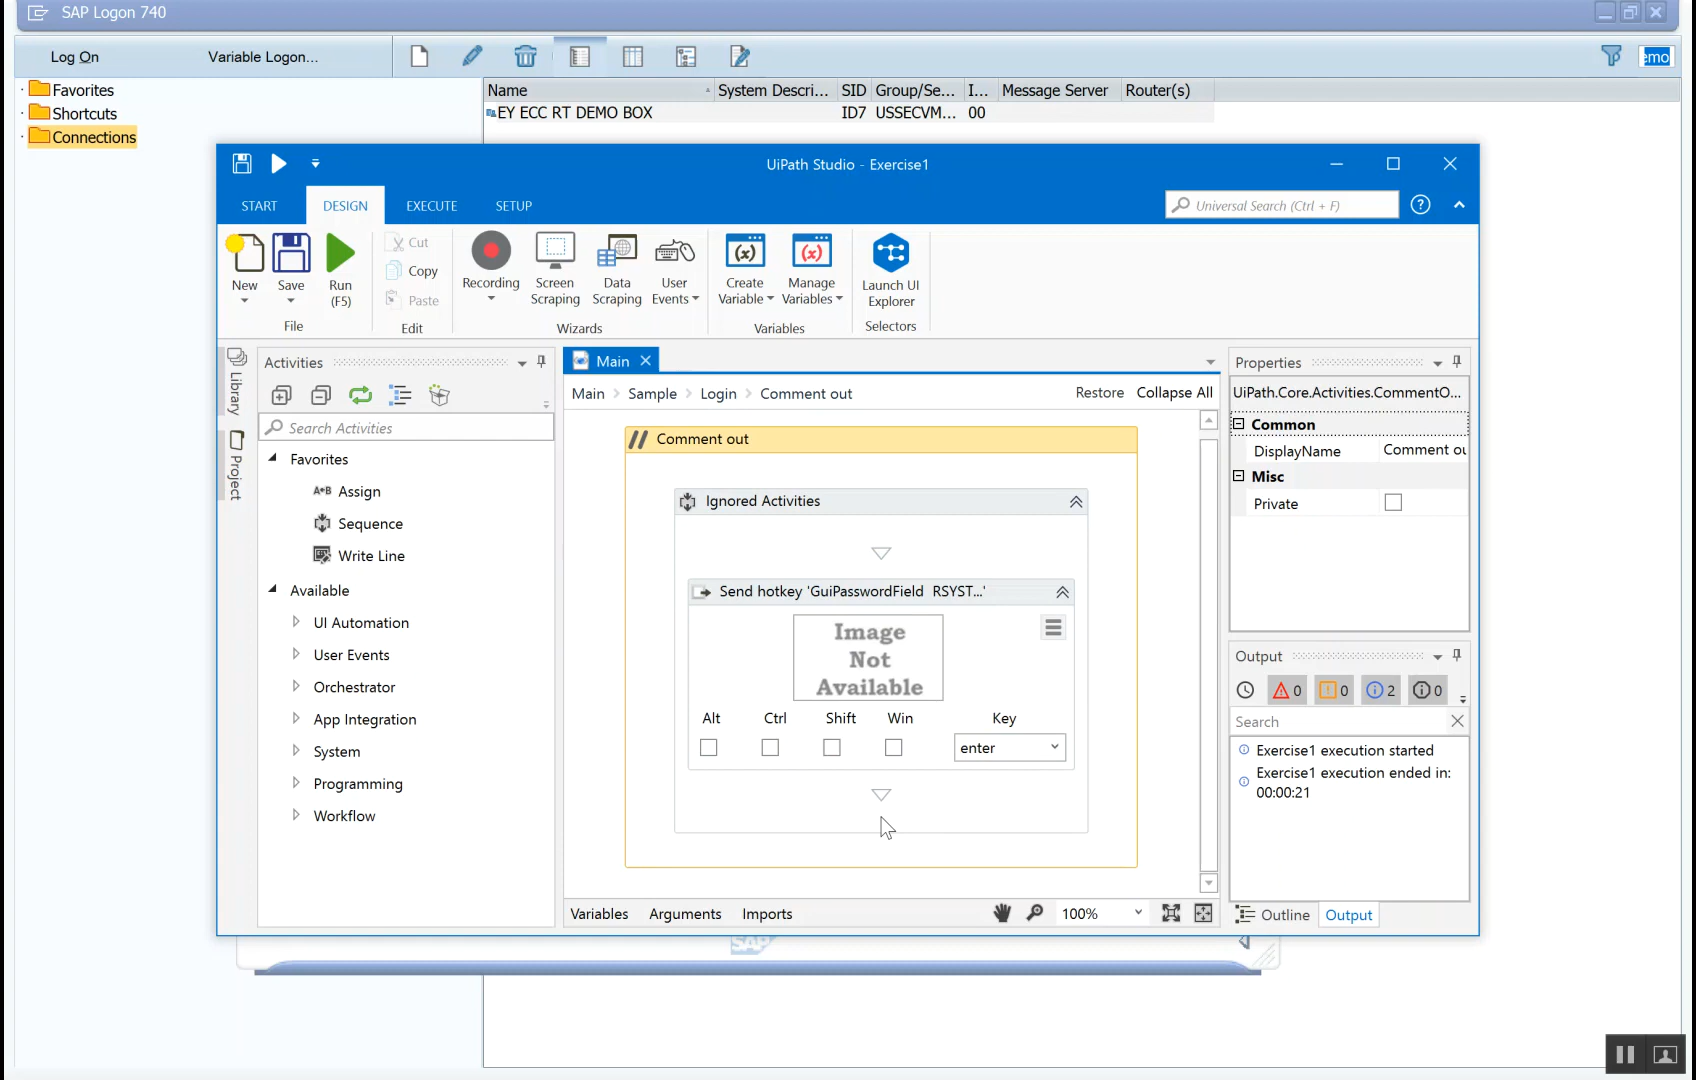 SAP Logon 740
Log On
Variable Logon...
emo
Favorites
Shortcuts
Connections
Name
System Descri...
SID
Group/Se...
I...
Message Server
Router(s)
EY ECC RT DEMO BOX
ID7
USSECVM...
00
UiPath Studio - Exercise1
START
DESIGN
EXECUTE
SETUP
Universal Search (Ctrl + F)
New
Save
Run
(F5)
File
Cut
Copy
Paste
Edit
Recording
Screen
Scraping
Data
Scraping
User
Events
Wizards
Create
Variable
Manage
Variables
Variables
Launch UI
Explorer
Selectors
Library
Project
Activities
Search Activities
Favorites
A+B Assign
Sequence
Write Line
Available
UI Automation
User Events
Orchestrator
App Integration
System
Programming
Workflow
Main
Main > Sample > Login > Comment out
Restore
Collapse All
// Comment out
Ignored Activities
Send hotkey 'GuiPasswordField RSYST...'
Image
Not
Available
Alt
Ctrl
Shift
Win
Key
enter
Variables
Arguments
Imports
100%
Properties
UiPath.Core.Activities.CommentO...
Common
DisplayName
Comment ou
Misc
Private
Output
0
0
2
0
Search
Exercise1 execution started
Exercise1 execution ended in:
00:00:21
Outline
Output
SAP